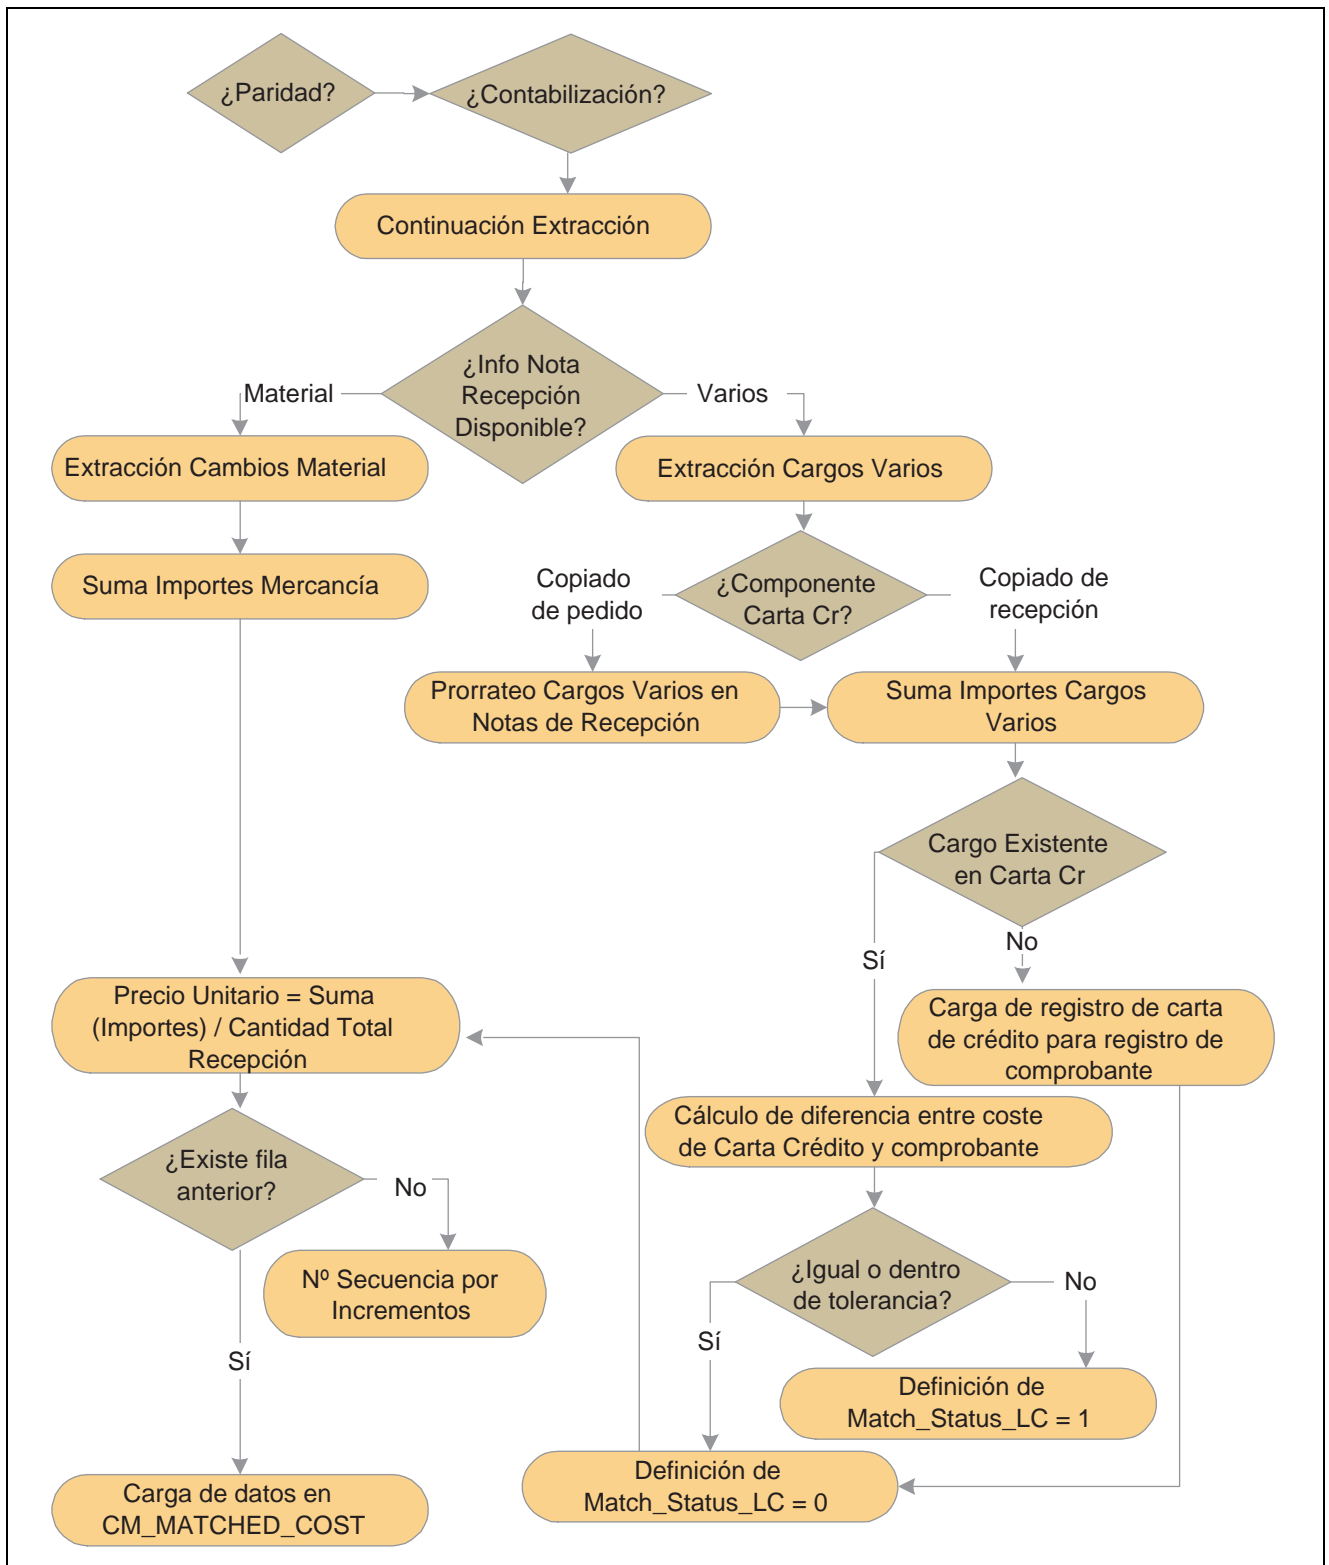 ¿Paridad?
¿Contabilización?
Continuación Extracción
¿Info Nota
Recepción
Disponible?
Material
Varios
Extracción Cambios Material
Extracción Cargos Varios
Suma Importes Mercancía
Copiado
de pedido
¿Componente
Carta Cr?
Copiado de
recepción
Prorrateo Cargos Varios en
Notas de Recepción
Suma Importes Cargos
Varios
Cargo Existente
en Carta Cr
No
Sí
Precio Unitario = Suma
(Importes) / Cantidad Total
Recepción
Carga de registro de carta
de crédito para registro de
comprobante
Cálculo de diferencia entre coste
de Carta Crédito y comprobante
¿Existe fila
anterior?
No
Nº Secuencia por
Incrementos
¿Igual o dentro
de tolerancia?
No
Sí
Sí
Definición de
Match_Status_LC = 1
Definición de
Match_Status_LC = 0
Carga de datos en
CM_MATCHED_COST